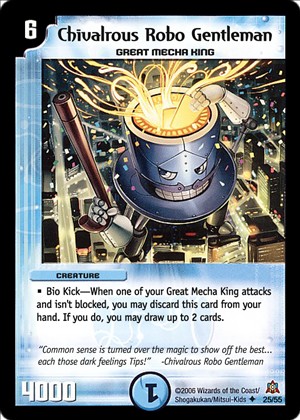 6
Chivalrous Robo Gentleman
GREAT MECHA KING
CREATURE
▪ Bio Kick—When one of your Great Mecha King attacks
and isn't blocked, you may discard this card from your
hand. If you do, you may draw up to 2 cards.
"Common sense is turned over the magic to show off the best...
each those dark feelings Tips!" -Chivalrous Robo Gentleman
4000
©2006 Wizards of the Coast/
Shogakukan/Mitsui-Kids ♦ 25/55